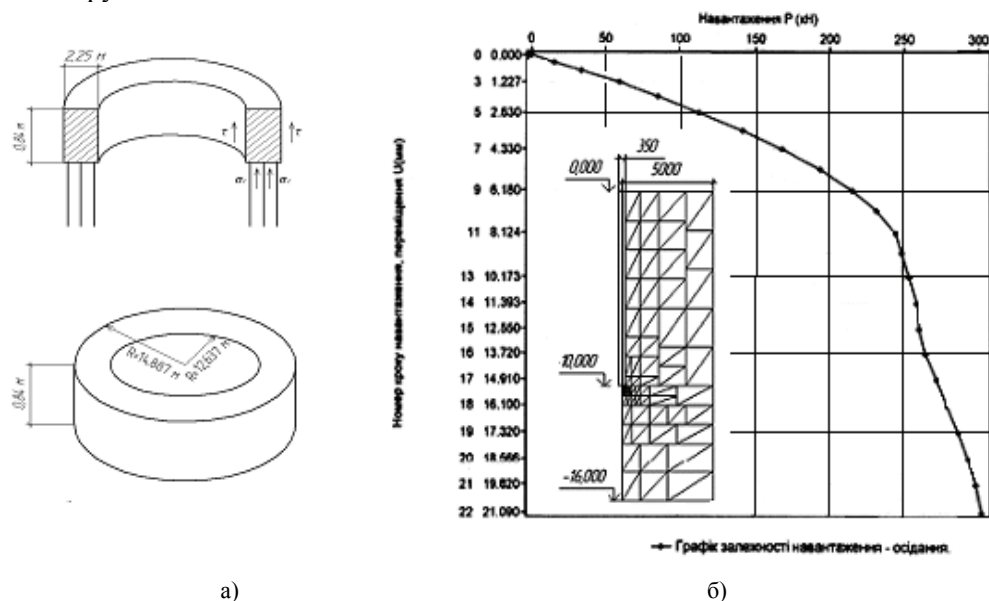 2,25 м
0,84 м
τ
τ
σ
σ
R=14,887 м
R=12,637 м
0,84 м
Навантаження Р (кН)
0 50 100 150 200 250 300
Номер кроку навантаження, переміщення U(мм)
0 0.000
3 1.227
5 2.630
7 4.330
9 6.180
11 8.124
13 10.173
14 11.393
15 12.550
16 13.720
17 14.910
18 16.100
19 17.320
20 18.566
21 19.820
22 21.090
350
5000
0,000
-10,000
-16,000
Графік залежності навантаження - осідання.
а) б)